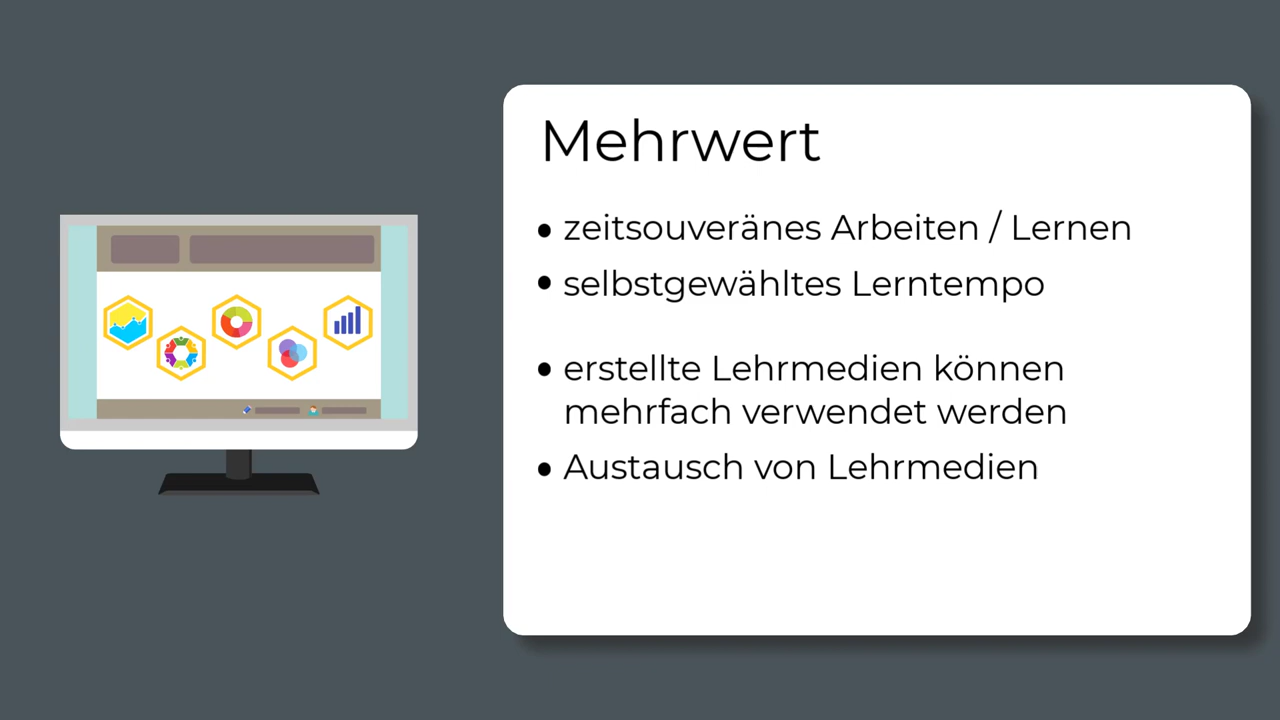 Mehrwert
• zeitsouveränes Arbeiten / Lernen
• selbstgewähltes Lerntempo
• erstellte Lehrmedien können
mehrfach verwendet werden
• Austausch von Lehrmedien